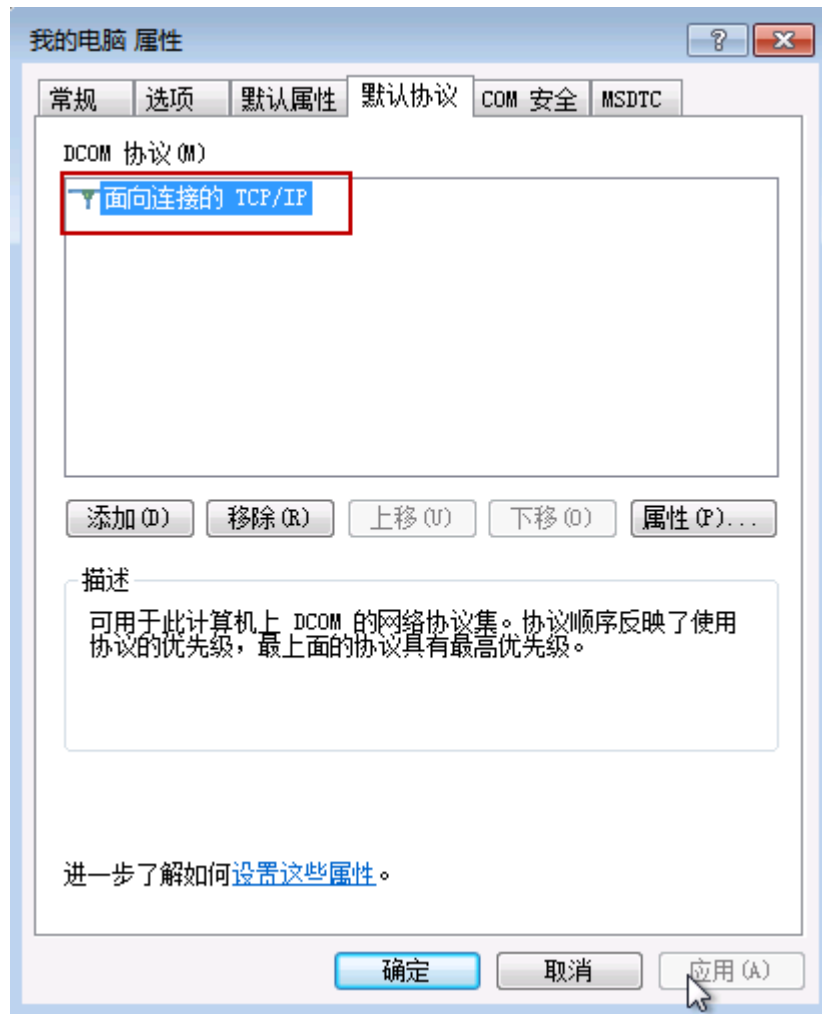 我的电脑 属性
常规 选项 默认属性 默认协议 COM 安全 MSDTC
DCOM 协议(M)
面向连接的 TCP/IP
添加(D) 移除(R) 上移(U) 下移(O) 属性(P)...
描述
可用于此计算机上 DCOM 的网络协议集。协议顺序反映了使用
协议的优先级，最上面的协议具有最高优先级。
进一步了解如何设置这些属性。
确定 取消 应用(A)